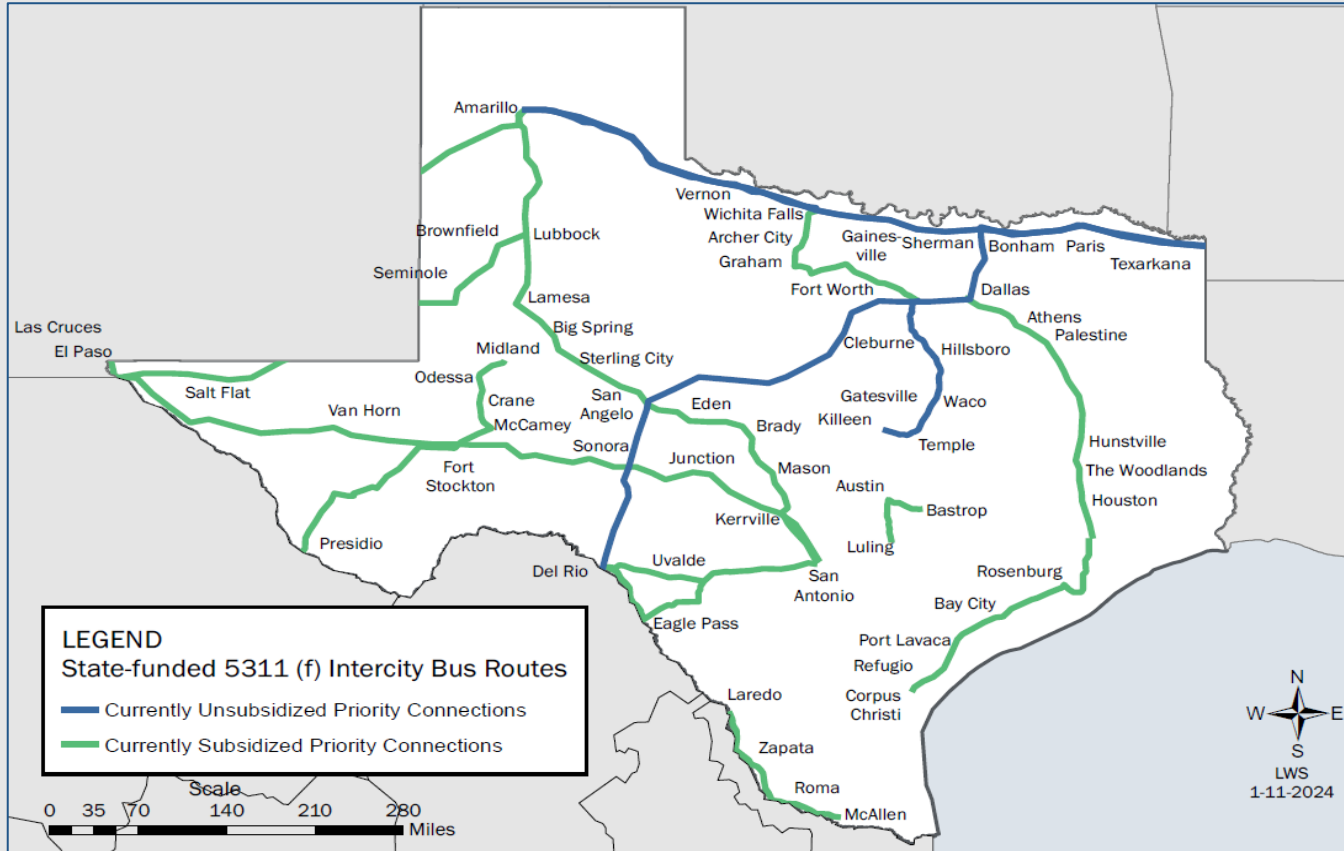 Amarillo
Vernon
Wichita Falls
Archer City
Graham
Gaines-
ville
Sherman
Bonham
Paris
Texarkana
Brownfield
Lubbock
Seminole
Lamesa
Fort Worth
Dallas
Athens
Palestine
Las Cruces
El Paso
Big Spring
Midland
Sterling City
Cleburne
Hillsboro
Odessa
Salt Flat
Crane
San
Angelo
Eden
Gatesville
Waco
Van Horn
McCamey
Brady
Killeen
Temple
Sonora
Junction
Hunstville
Fort
Stockton
Mason
The Woodlands
Austin
Houston
Kerrville
Bastrop
Presidio
Luling
Del Rio
Uvalde
San
Antonio
Rosenburg
Bay City
Eagle Pass
Port Lavaca
Refugio
Corpus
Christi
Laredo
Zapata
Roma
McAllen
LEGEND
State-funded 5311 (f) Intercity Bus Routes
Currently Unsubsidized Priority Connections
Currently Subsidized Priority Connections
Scale
0 35 70 140 210 280
Miles
N
W E
S
LWS
1-11-2024